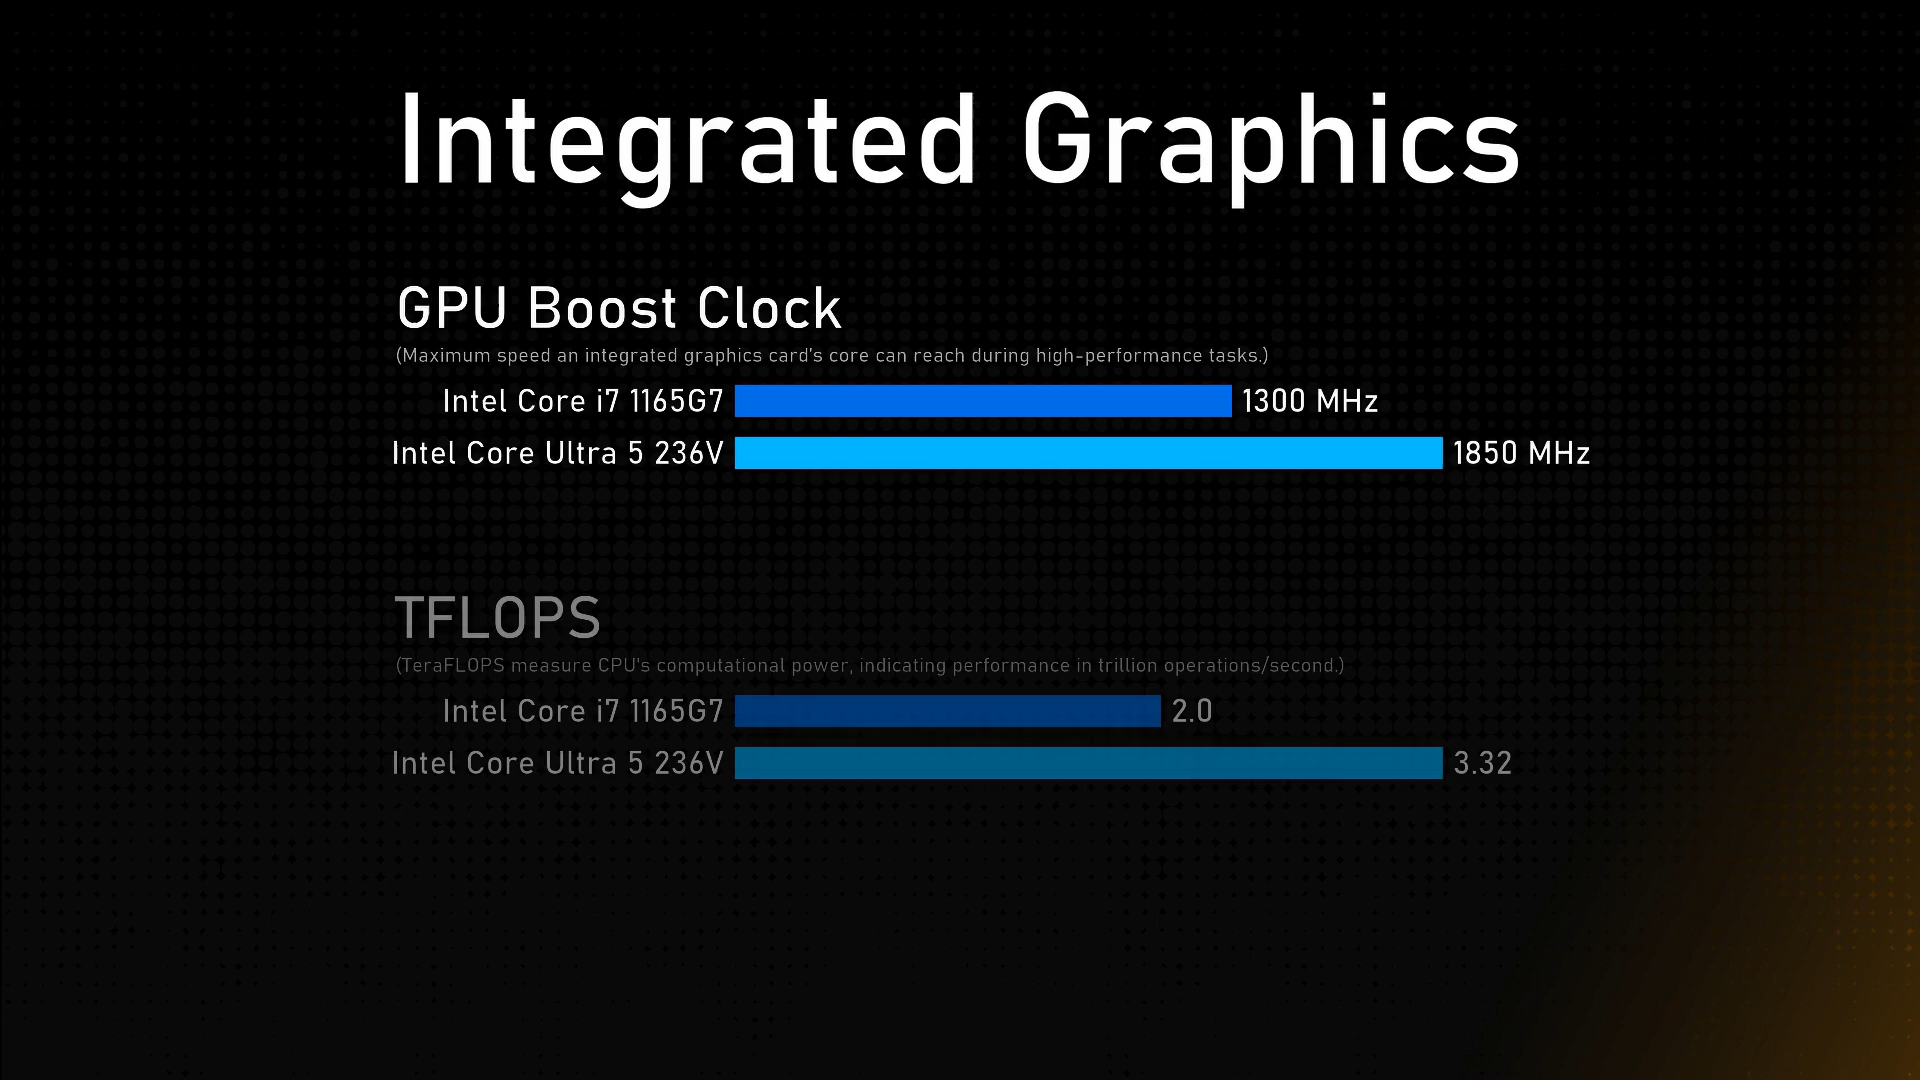 Integrated Graphics
GPU Boost Clock
(Maximum speed an integrated graphics card's core can reach during high-performance tasks.)
Intel Core i7 1165G7 1300 MHz
Intel Core Ultra 5 236V 1850 MHz
TFLOPS
(TeraFLOPS measure CPU's computational power, indicating performance in trillion operations/second.)
Intel Core i7 1165G7 2.0
Intel Core Ultra 5 236V 3.32